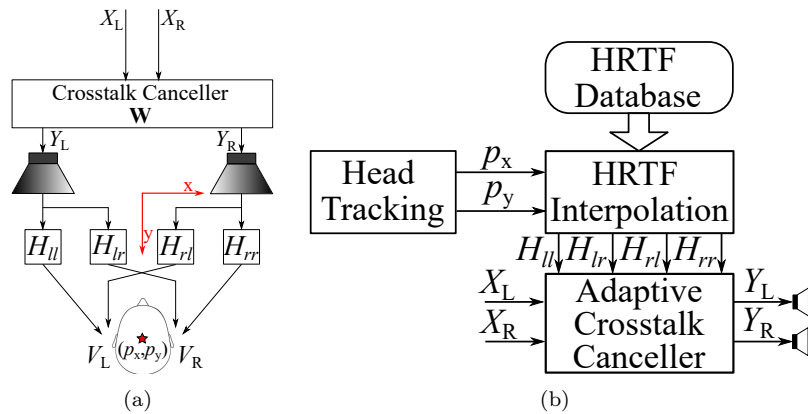 X_L X_R
Crosstalk Canceller
W
Y_L Y_R
x
y
H_ll H_lr H_rl H_rr
V_L (p_x,p_y) V_R
(a)
HRTF
Database
Head
Tracking
p_x
p_y
HRTF
Interpolation
H_ll H_lr H_rl H_rr
X_L
X_R
Adaptive
Crosstalk
Canceller
Y_L
Y_R
(b)